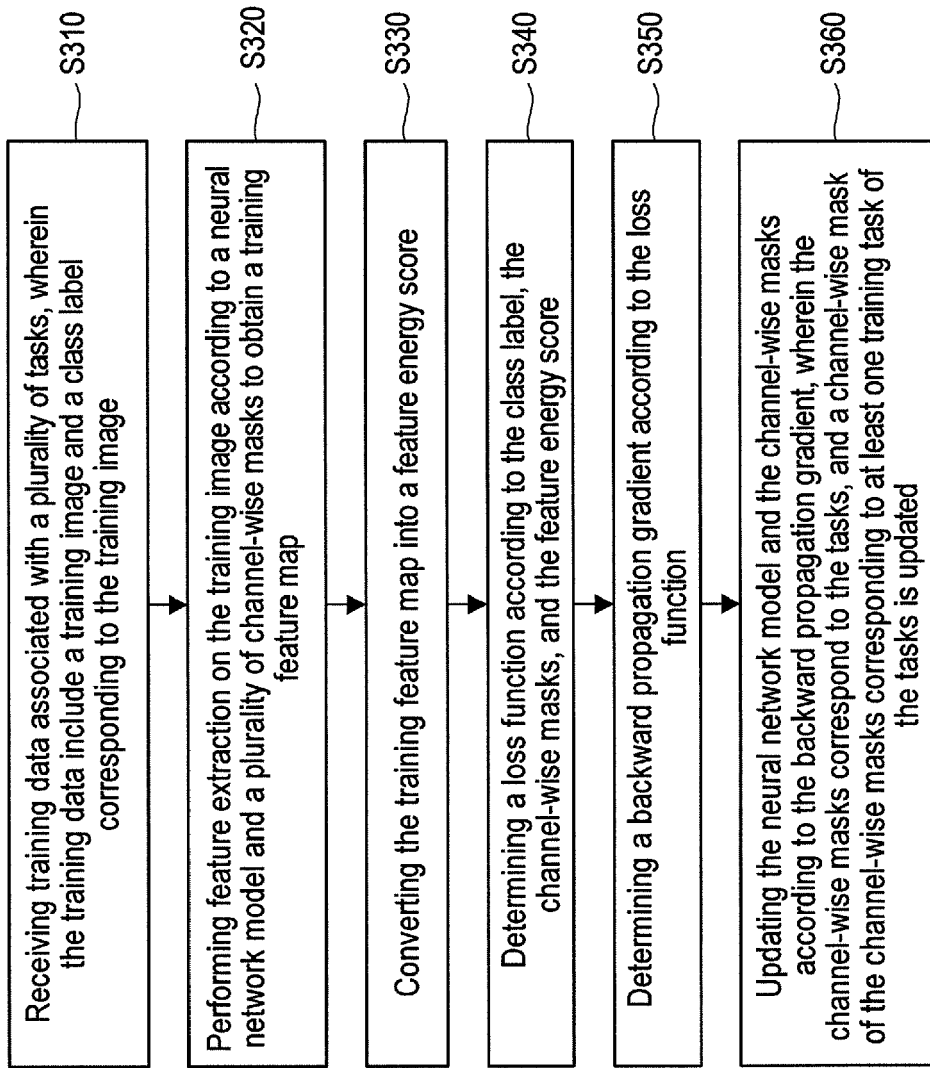 Receiving training data associated with a plurality of tasks, wherein
the training data include a training image and a class label
corresponding to the training image
S310
Performing feature extraction on the training image according to a neural
network model and a plurality of channel-wise masks to obtain a training
feature map
S320
Converting the training feature map into a feature energy score
S330
Determining a loss function according to the class label, the
channel-wise masks, and the feature energy score
S340
Determining a backward propagation gradient according to the loss
function
S350
Updating the neural network model and the channel-wise masks
according to the backward propagation gradient, wherein the
channel-wise masks correspond to the tasks, and a channel-wise mask
of the channel-wise masks corresponding to at least one training task of
the tasks is updated
S360